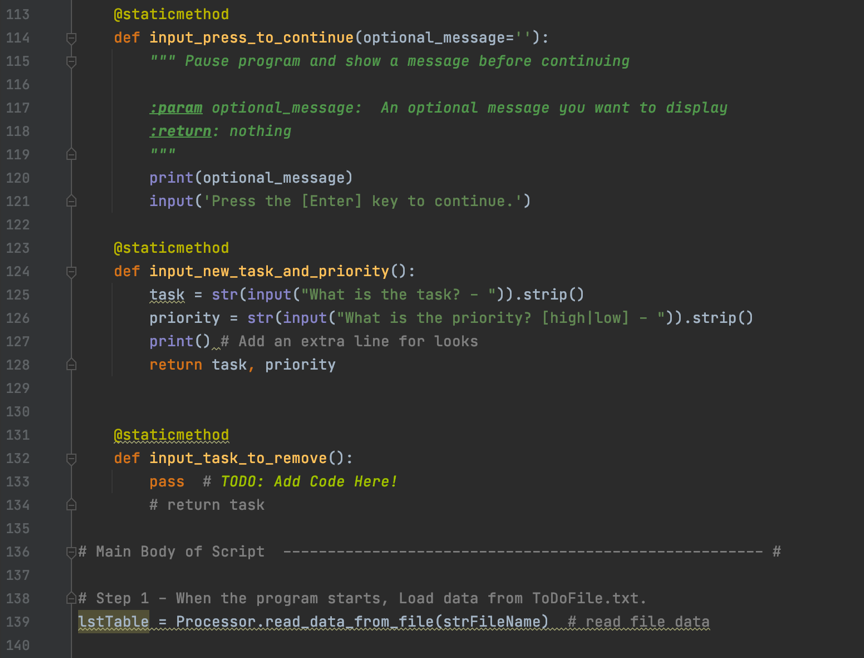 113 @staticmethod
114 def input_press_to_continue(optional_message=''):
115 """ Pause program and show a message before continuing
116
117 :param optional_message:  An optional message you want to display
118 :return: nothing
119 """
120 print(optional_message)
121 input('Press the [Enter] key to continue.')
122
123 @staticmethod
124 def input_new_task_and_priority():
125 task = str(input("What is the task? - ")).strip()
126 priority = str(input("What is the priority? [high|low] - ")).strip()
127 print() # Add an extra line for looks
128 return task, priority
129
130
131 @staticmethod
132 def input_task_to_remove():
133 pass  # TODO: Add Code Here!
134 # return task
135
136 # Main Body of Script  ------------------------------------------------------ #
137
138 # Step 1 - When the program starts, Load data from ToDoFile.txt.
139 lstTable = Processor.read_data_from_file(strFileName)  # read file data
140